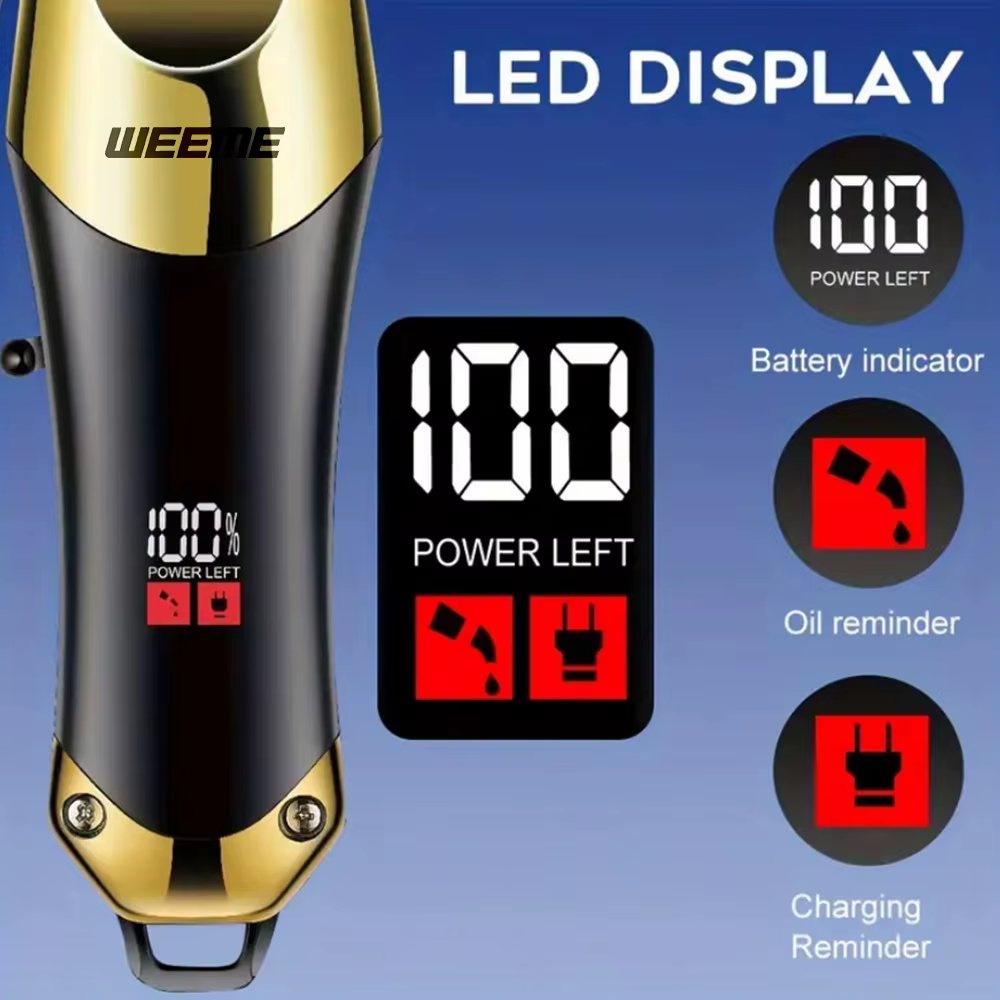 LED DISPLAY
WEEME
100%
POWER LEFT
100
POWER LEFT
100
POWER LEFT
Battery indicator
Oil reminder
Charging
Reminder